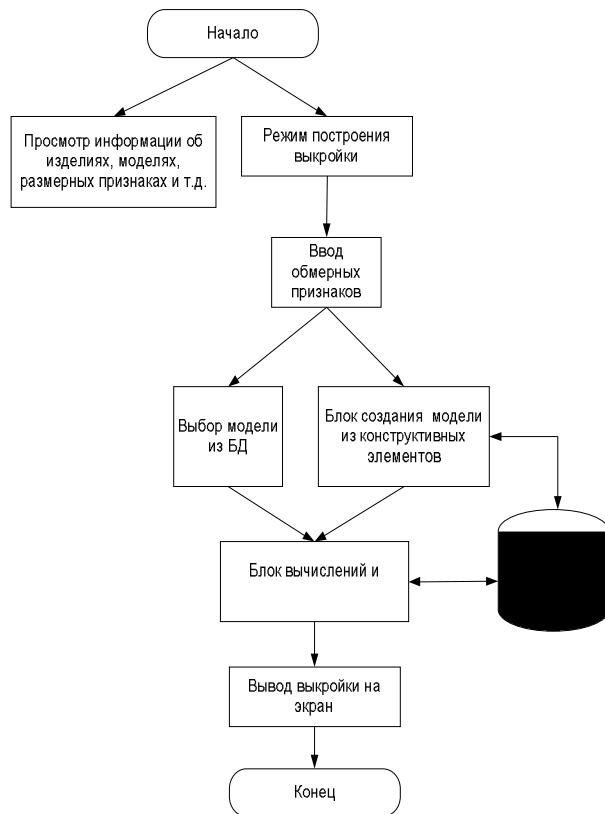 Начало
Просмотр информации об
изделиях, моделях,
размерных признаках и т.д.
Режим построения
выкройки
Ввод
обмерных
признаков
Выбор модели
из БД
Блок создания модели
из конструктивных
элементов
Блок вычислений и
Вывод выкройки на
экран
Конец